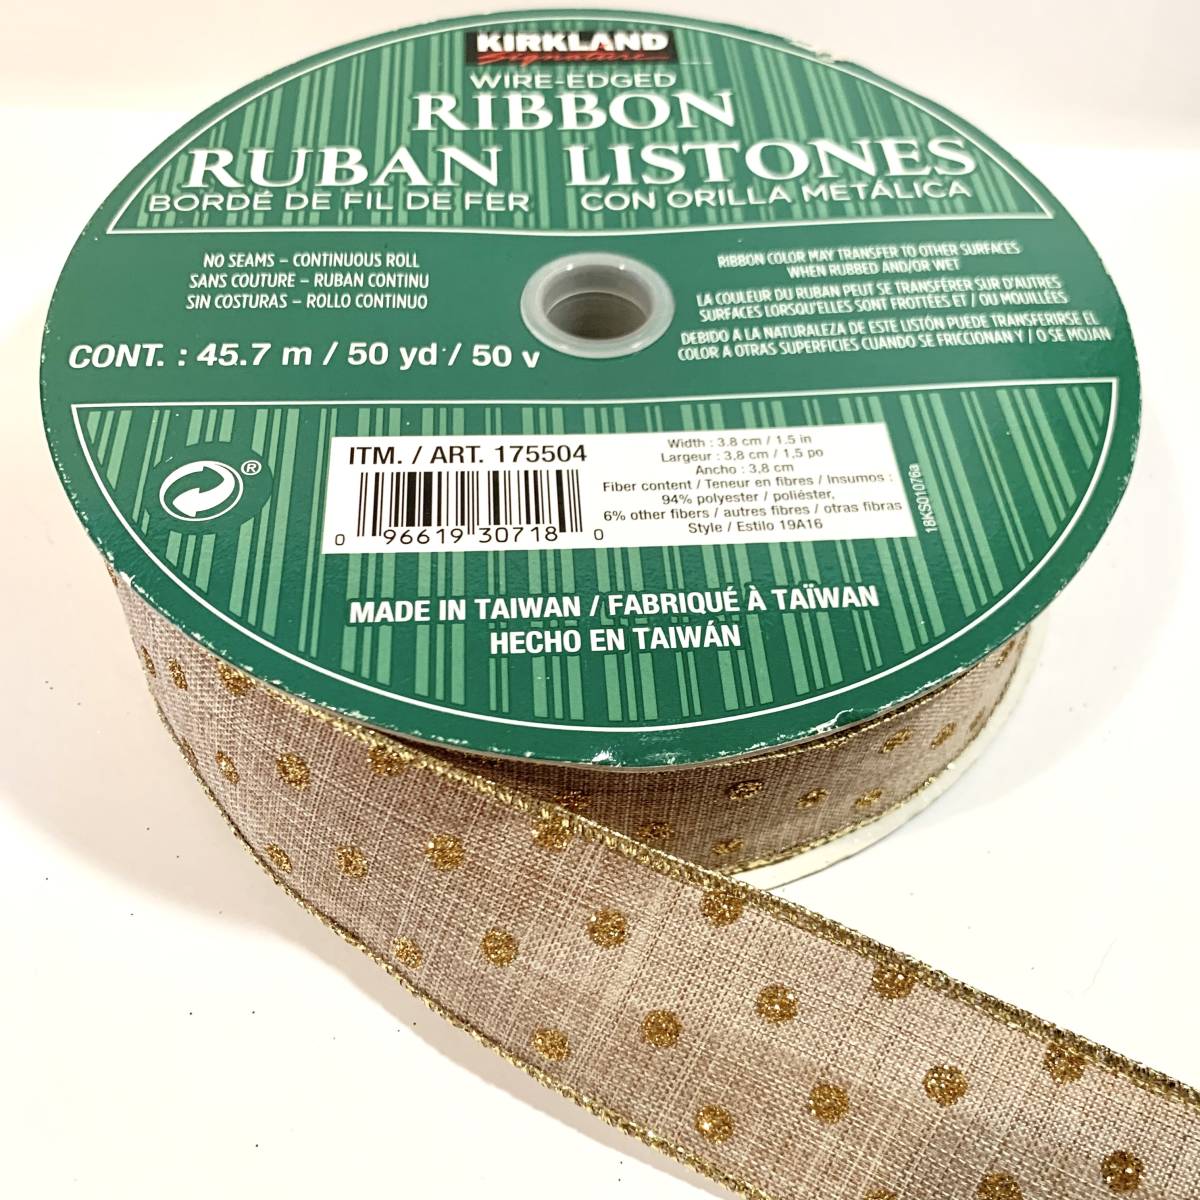 KIRKLAND
Signature
WIRE-EDGED
RIBBON
RUBAN
BORDÉ DE FIL DE FER
LISTONES
CON ORILLA METÁLICA
NO SEAMS – CONTINUOUS ROLL
SANS COUTURE – RUBAN CONTINU
SIN COSTURAS – ROLLO CONTINUO
CONT. : 45.7 m / 50 yd / 50 v
RIBBON COLOR MAY TRANSFER TO OTHER SURFACES
WHEN RUBBED AND/OR WET
LA COULEUR DU RUBAN PEUT SE TRANSFÉRER SUR D'AUTRES
SURFACES LORSQU'ELLES SONT FROTTÉES ET / OU MOUILLÉES
DEBIDO A LA NATURALEZA DE ESTE LISTÓN PUEDE TRANSFERIRSE EL
COLOR A OTRAS SUPERFICIES CUANDO SE FRICCIONAN Y / O SE MOJAN
®
ITM. / ART. 175504
0 96619 30718 0
Width : 3.8 cm / 1.5 in
Largeur : 3,8 cm / 1,5 po
Ancho : 3,8 cm
Fiber content / Teneur en fibres / Insumos :
94% polyester / poliéster,
6% other fibers / autres fibres / otras fibras
Style / Estilo 19A16
18KS01076a
MADE IN TAIWAN / FABRIQUÉ À TAÏWAN
HECHO EN TAIWÁN